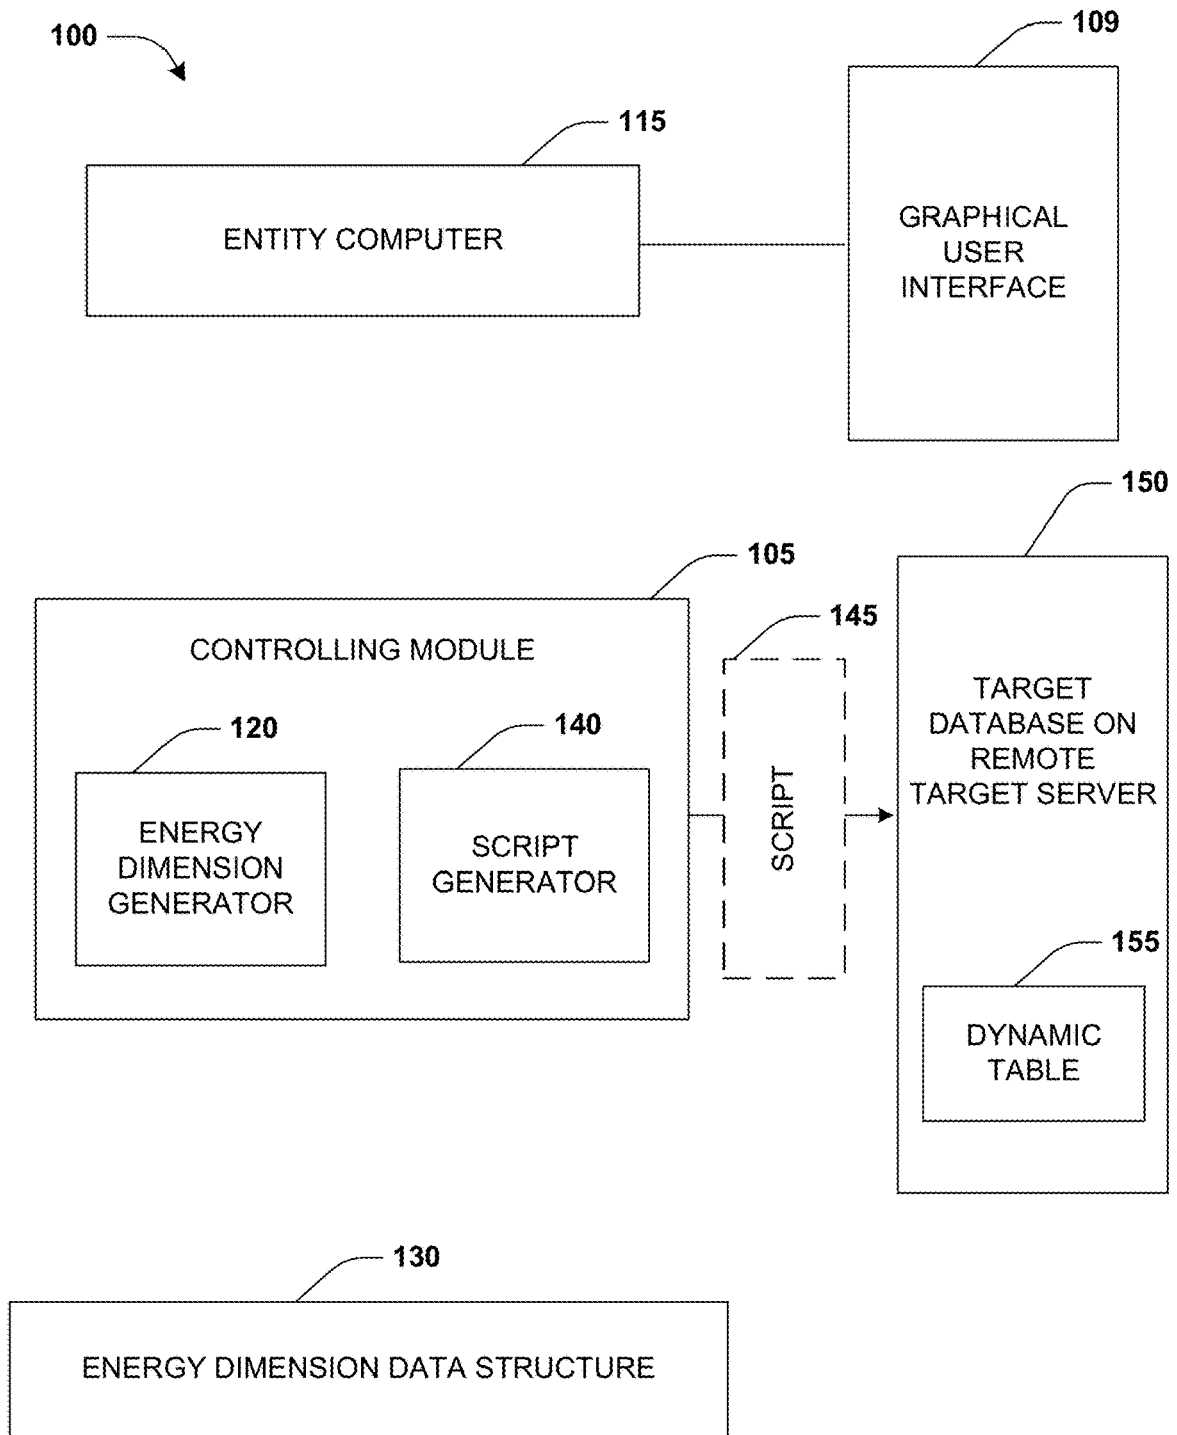 100
109
115
ENTITY COMPUTER
GRAPHICAL
USER
INTERFACE
150
105
145
CONTROLLING MODULE
120
140
ENERGY
DIMENSION
GENERATOR
SCRIPT
GENERATOR
SCRIPT
TARGET
DATABASE ON
REMOTE
TARGET SERVER
155
DYNAMIC
TABLE
130
ENERGY DIMENSION DATA STRUCTURE